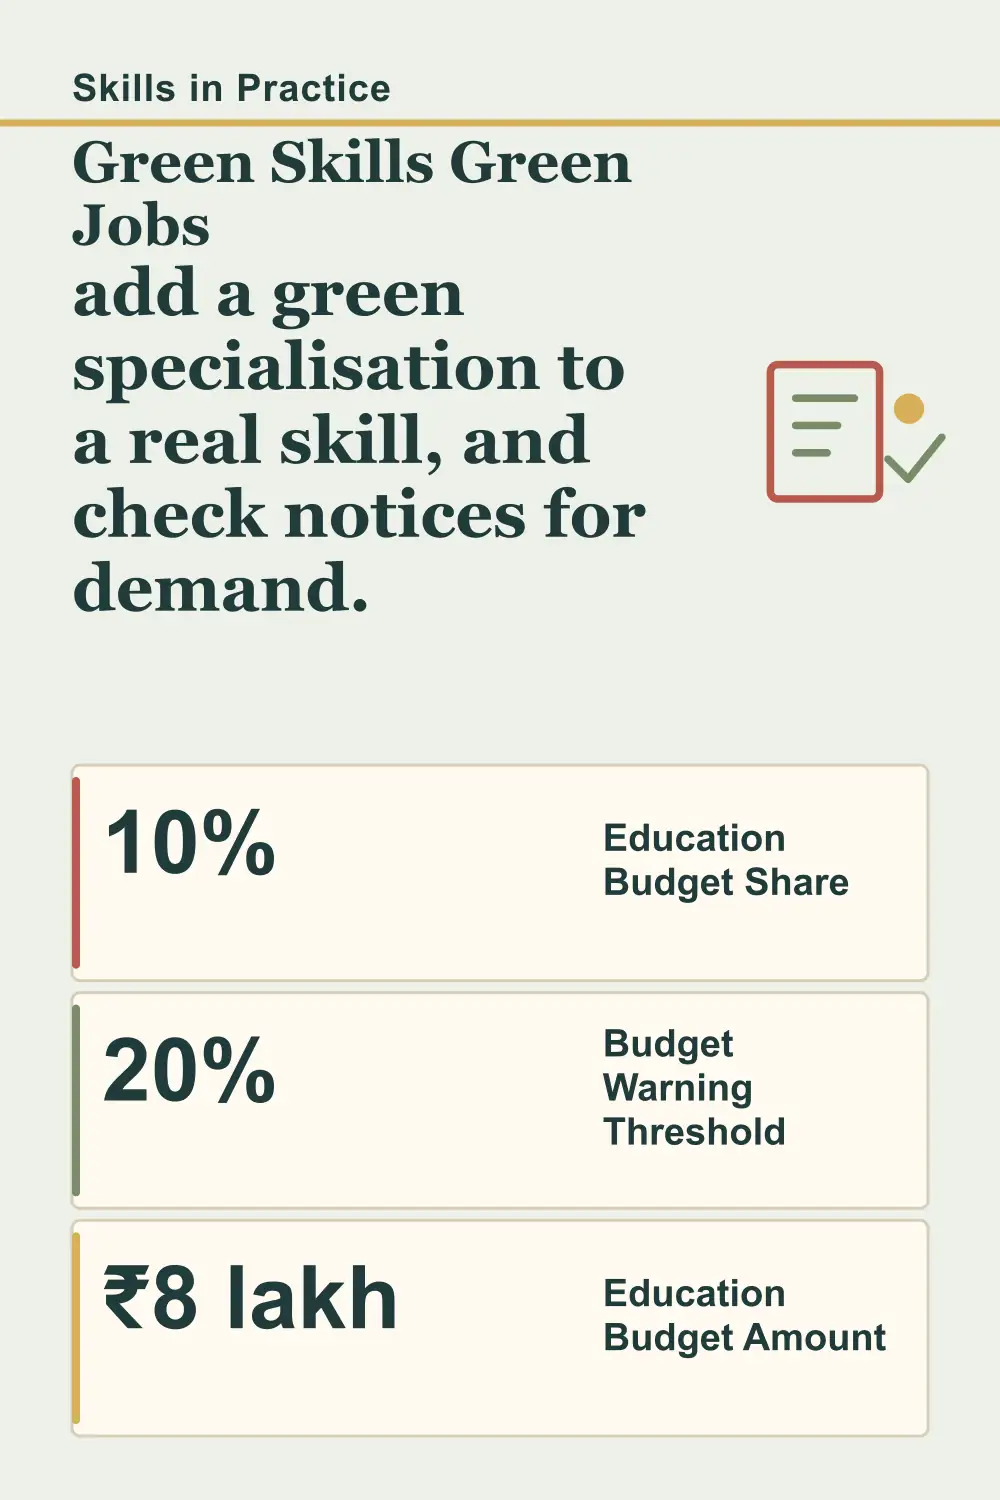 Skills in Practice
Green Skills Green
Jobs
add a green
specialisation to
a real skill, and
check notices for
demand.
10%
Education
Budget Share
20%
Budget
Warning
Threshold
₹8 lakh
Education
Budget Amount